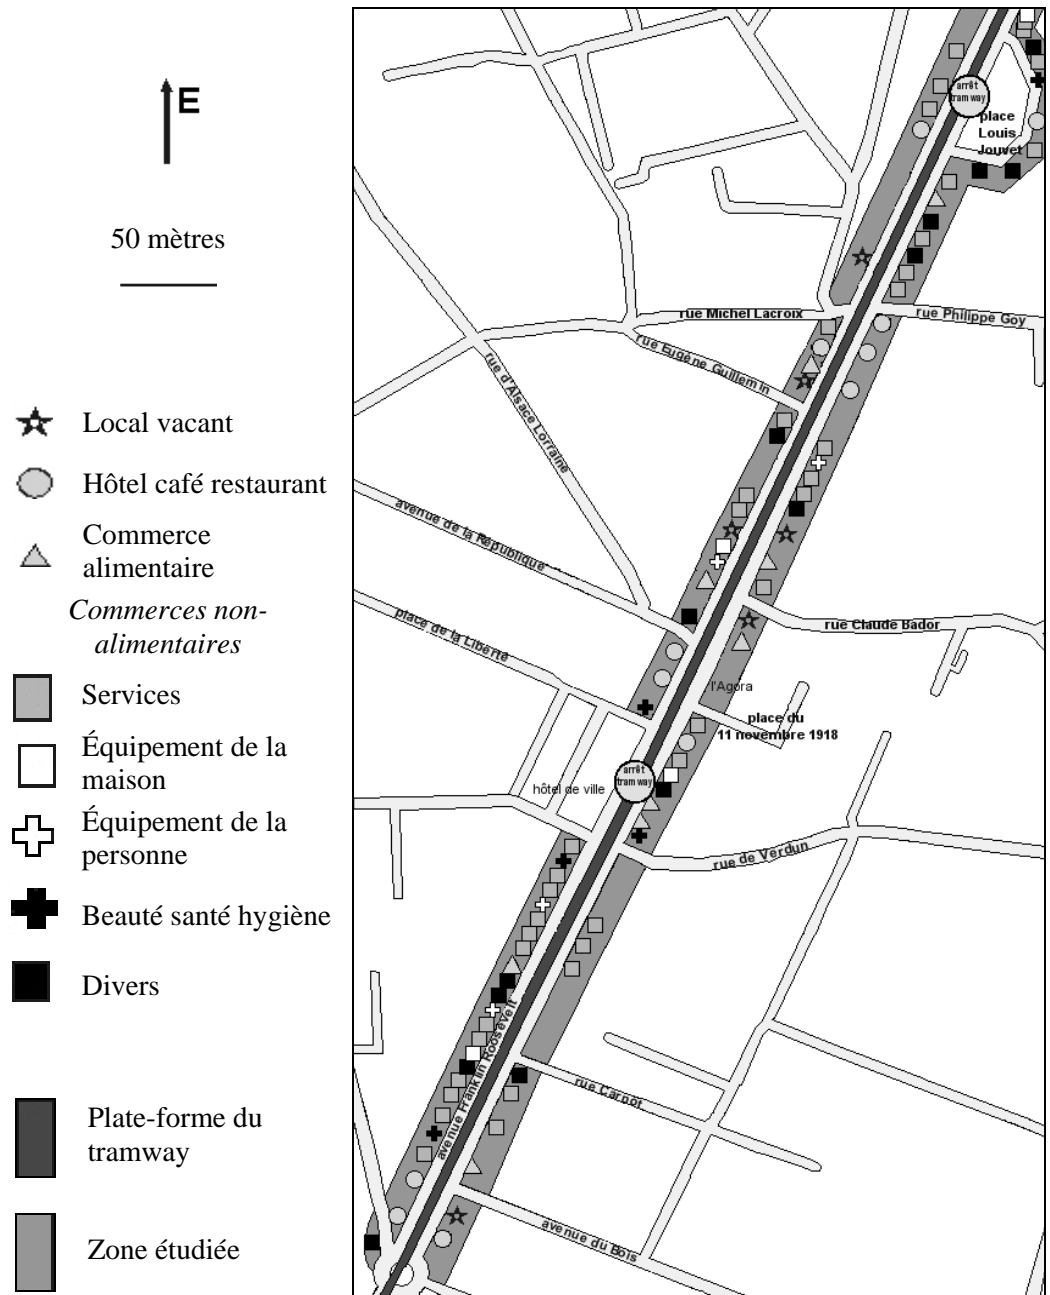 E
50 mètres
Local vacant
Hôtel café restaurant
Commerce
alimentaire
Commerces non-
alimentaires
Services
Équipement de la
maison
Équipement de la
personne
Beauté santé hygiène
Divers
Plate-forme du
tramway
Zone étudiée
arrêt
tramway
place
Louis
Jouvet
rue Michel Lacroix
rue Philippe Goy
rue Eugène Guillemin
rue d'Alsace Lorraine
avenue de la République
place de la Liberté
rue Claude Bador
l'Agora
place du
11 novembre 1918
arrêt
tramway
hôtel de ville
rue de Verdun
avenue Franklin Roosevelt
rue Carnot
avenue du Bois